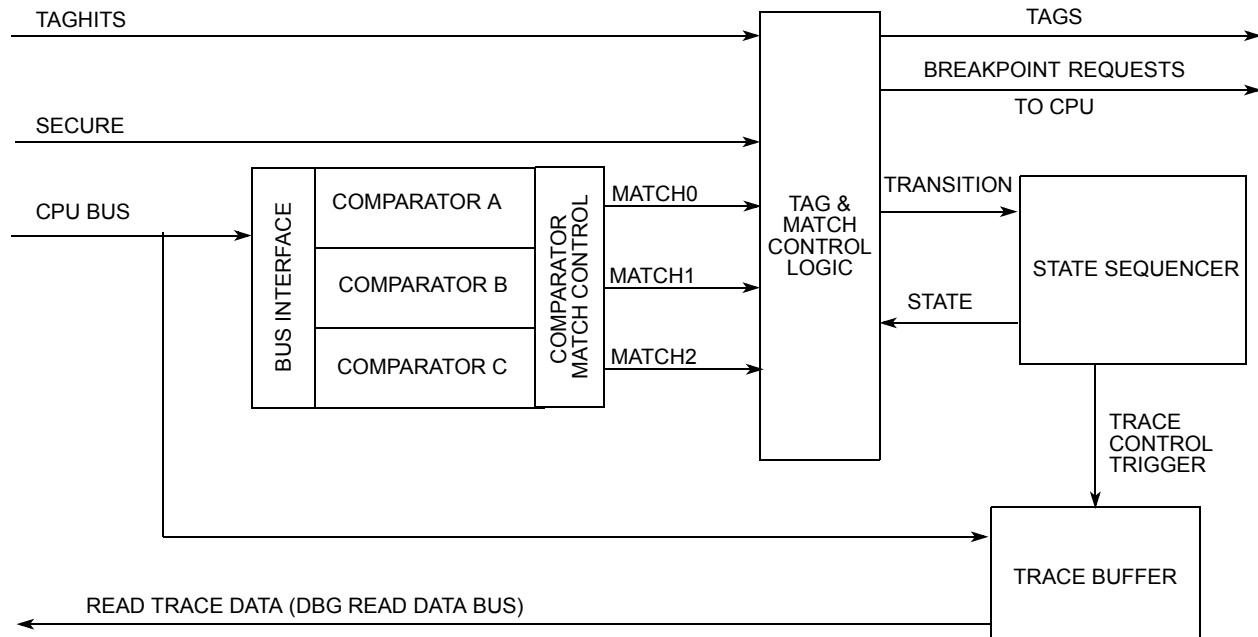 TAGHITS
TAGS
BREAKPOINT REQUESTS
TO CPU
SECURE
CPU BUS
BUS INTERFACE
COMPARATOR A
COMPARATOR B
COMPARATOR C
COMPARATOR
MATCH CONTROL
MATCH0
MATCH1
MATCH2
TAG &
MATCH
CONTROL
LOGIC
TRANSITION
STATE
STATE SEQUENCER
TRACE
CONTROL
TRIGGER
TRACE BUFFER
READ TRACE DATA (DBG READ DATA BUS)